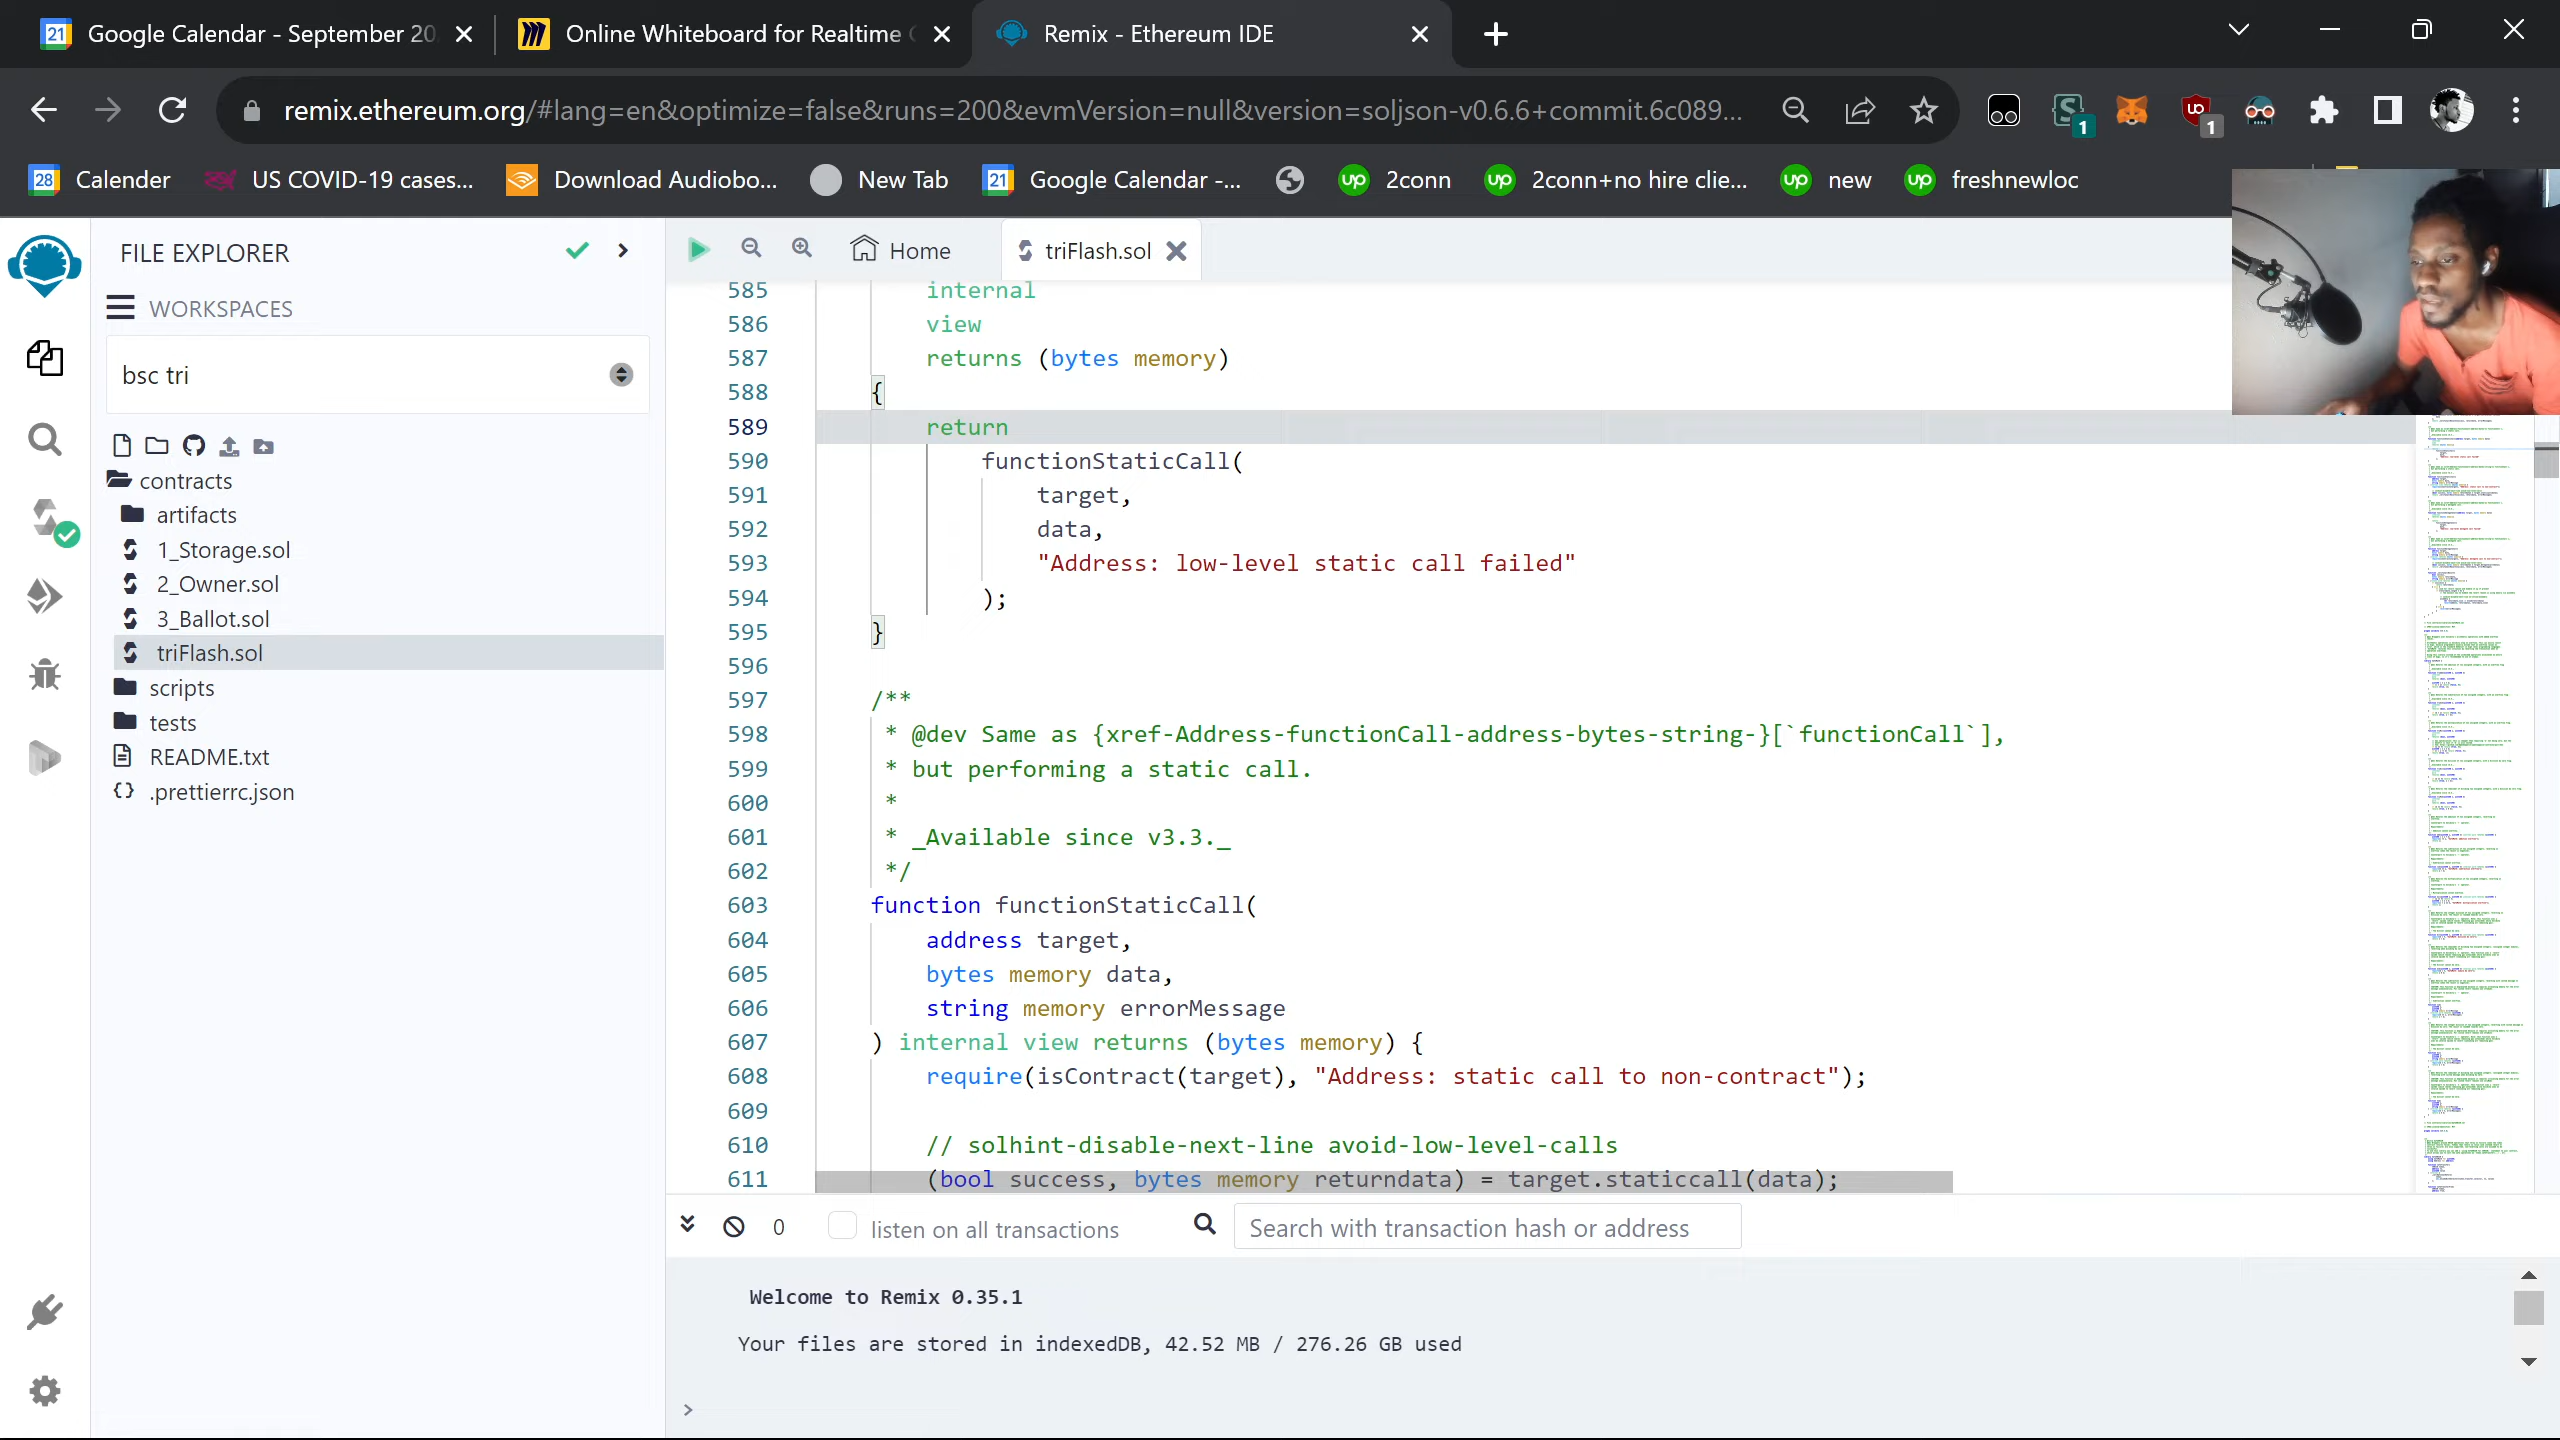 Google Calendar - September 20
Online Whiteboard for Realtime
Remix - Ethereum IDE
remix.ethereum.org/#lang=en&optimize=false&runs=200&evmVersion=null&version=soljson-v0.6.6+commit.6c089...
1
1
28 Calender
US COVID-19 cases...
Download Audiobo...
New Tab
21 Google Calendar -...
up 2conn
up 2conn+no hire clie...
up new
up freshnewloc
FILE EXPLORER
WORKSPACES
bsc tri
contracts
artifacts
1_Storage.sol
2_Owner.sol
3_Ballot.sol
triFlash.sol
scripts
tests
README.txt
.prettierrc.json
Home
triFlash.sol
585 internal
586 view
587 returns (bytes memory)
588 {
589 return
590 functionStaticCall(
591 target,
592 data,
593 "Address: low-level static call failed"
594 );
595 }
596
597 /**
598 * @dev Same as {xref-Address-functionCall-address-bytes-string-}[`functionCall`],
599 * but performing a static call.
600 *
601 * _Available since v3.3._
602 */
603 function functionStaticCall(
604 address target,
605 bytes memory data,
606 string memory errorMessage
607 ) internal view returns (bytes memory) {
608 require(isContract(target), "Address: static call to non-contract");
609
610 // solhint-disable-next-line avoid-low-level-calls
611 (bool success, bytes memory returndata) = target.staticcall(data);
0
listen on all transactions
Search with transaction hash or address
Welcome to Remix 0.35.1
Your files are stored in indexedDB, 42.52 MB / 276.26 GB used
>